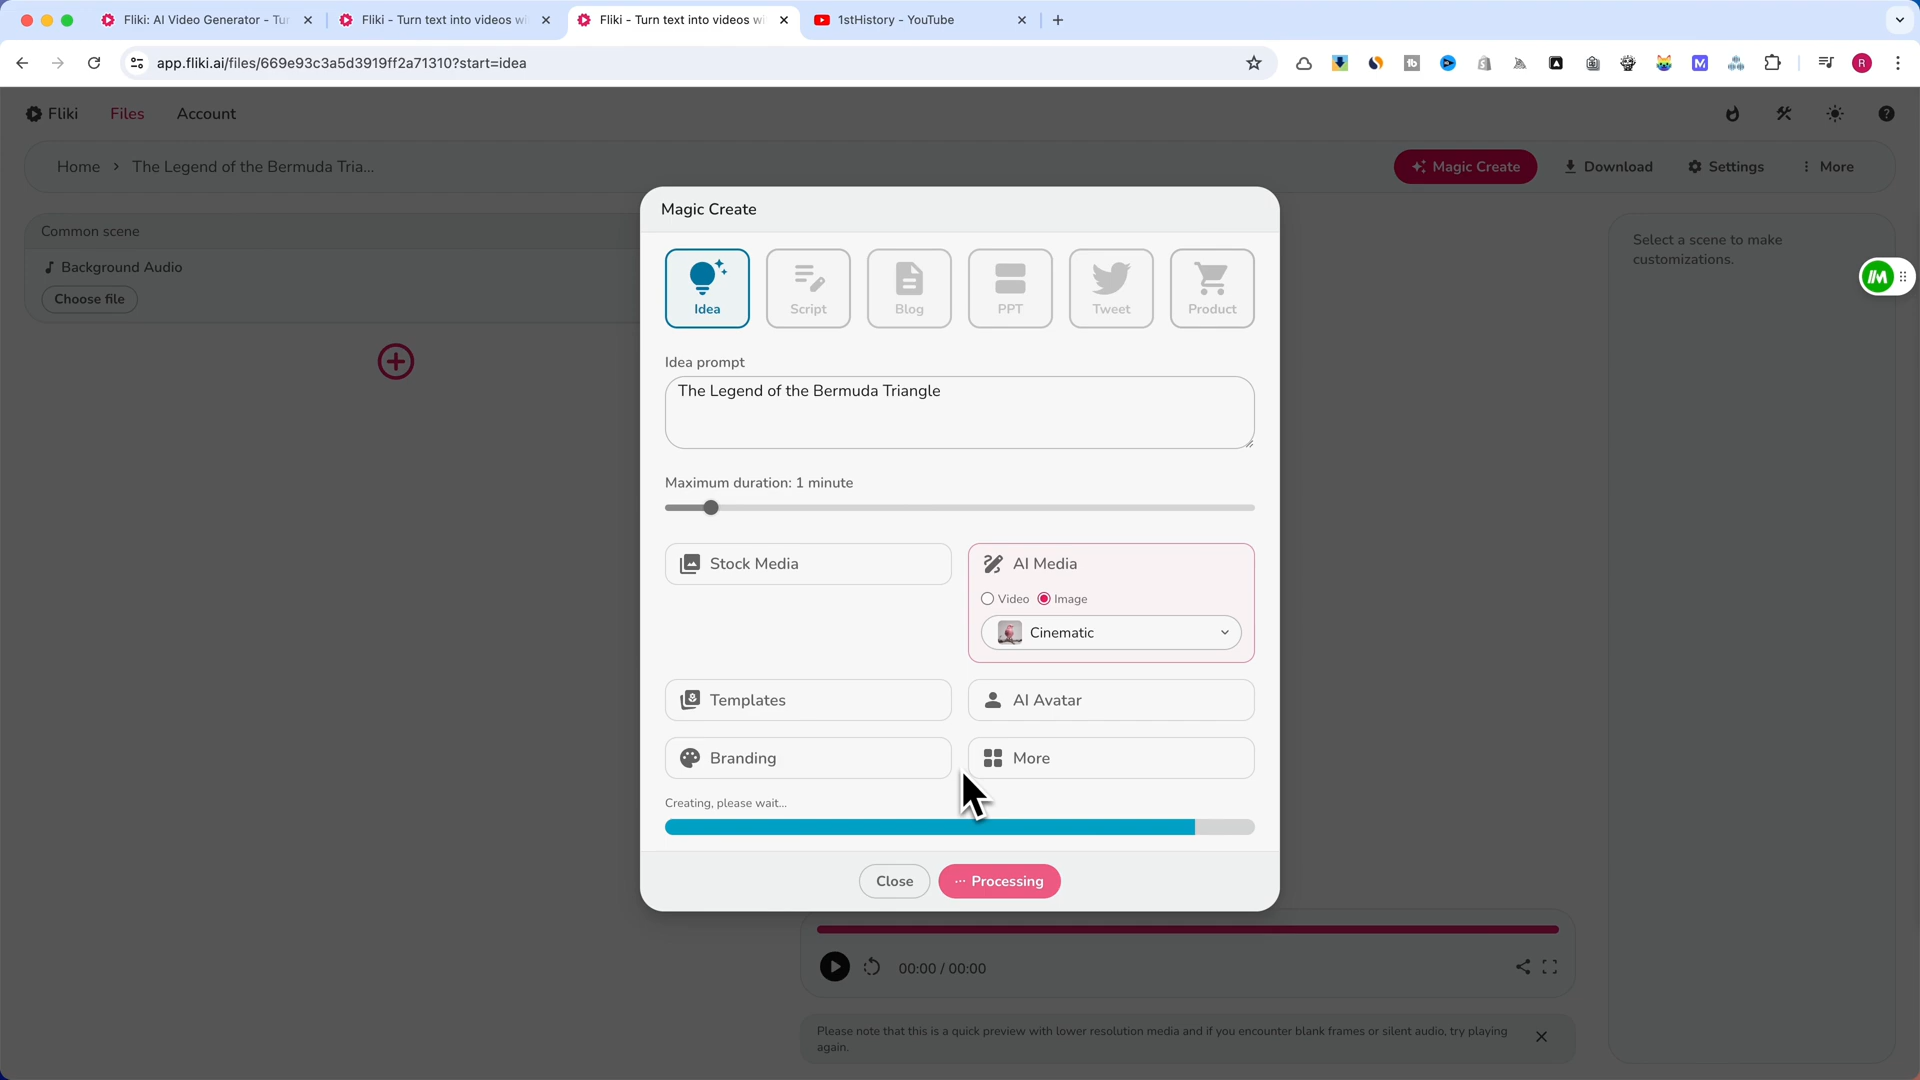 Fliki: AI Video Generator - Tur
Fliki - Turn text into videos wi
Fliki - Turn text into videos wi
1stHistory - YouTube
app.fliki.ai/files/669e93c3a5d3919ff2a71310?start=idea
R
Fliki
Files
Account
Home
The Legend of the Bermuda Tria...
Magic Create
Download
Settings
More
Common scene
Background Audio
Choose file
Select a scene to make
customizations.
Magic Create
Idea
Script
Blog
PPT
Tweet
Product
Idea prompt
The Legend of the Bermuda Triangle
Maximum duration: 1 minute
Stock Media
AI Media
Video
Image
Cinematic
Templates
AI Avatar
Branding
More
Creating, please wait...
Close
Processing
00:00 / 00:00
Please note that this is a quick preview with lower resolution media and if you encounter blank frames or silent audio, try playing
again.